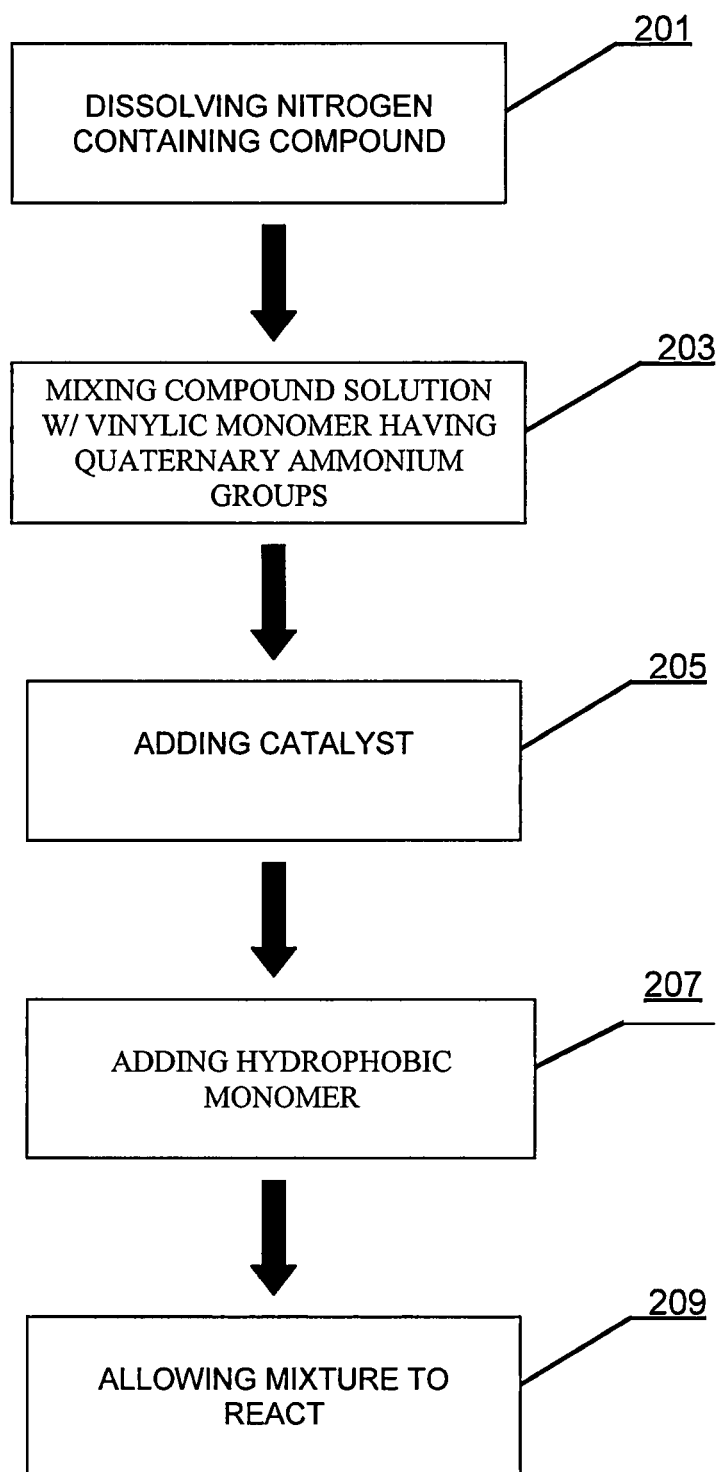 201
DISSOLVING NITROGEN
CONTAINING COMPOUND
203
MIXING COMPOUND SOLUTION
W/ VINYLIC MONOMER HAVING
QUATERNARY AMMONIUM
GROUPS
205
ADDING CATALYST
207
ADDING HYDROPHOBIC
MONOMER
209
ALLOWING MIXTURE TO
REACT